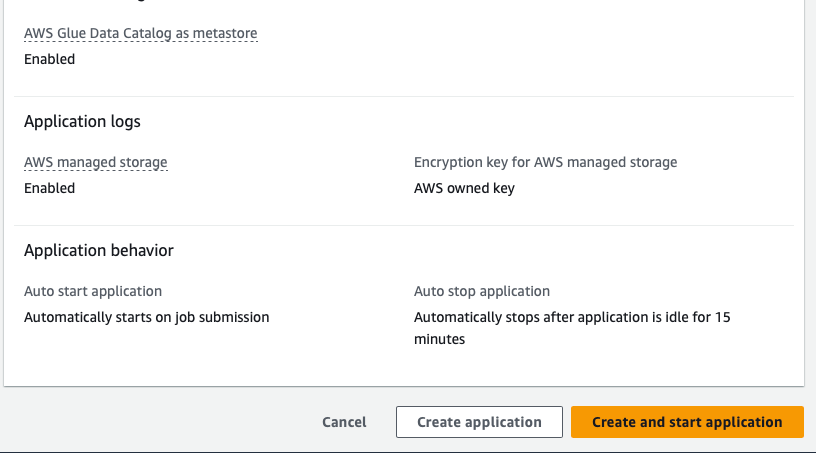 AWS Glue Data Catalog as metastore
Enabled
Application logs
AWS managed storage
Enabled
Encryption key for AWS managed storage
AWS owned key
Application behavior
Auto start application
Automatically starts on job submission
Auto stop application
Automatically stops after application is idle for 15
minutes
Cancel
Create application
Create and start application